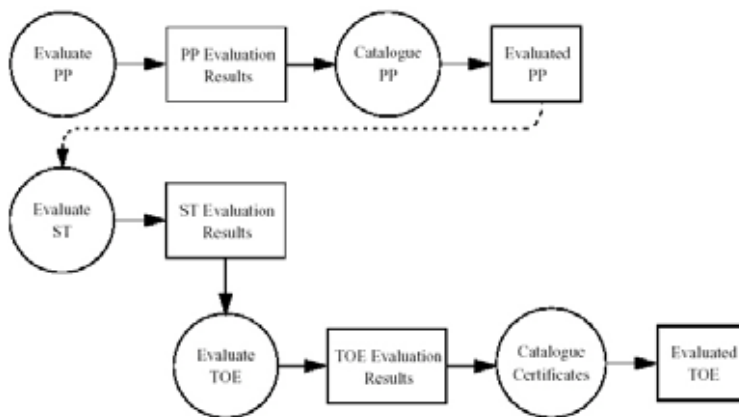 Evaluate
PP
PP Evaluation
Results
Catalogue
PP
Evaluated
PP
Evaluate
ST
ST Evaluation
Results
Evaluate
TOE
TOE Evaluation
Results
Catalogue
Certificates
Evaluated
TOE